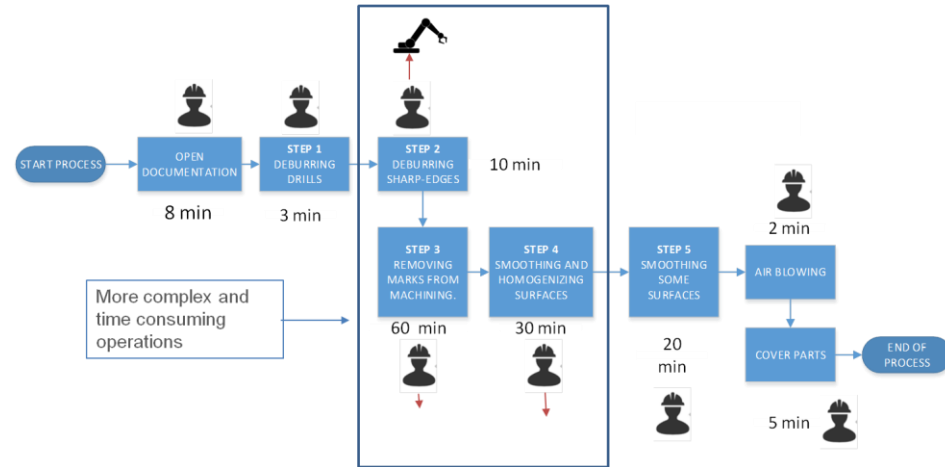 START PROCESS
OPEN
DOCUMENTATION
8 min
STEP 1
DEBURRING
DRILLS
3 min
STEP 2
DEBURRING
SHARP-EDGES
10 min
STEP 3
REMOVING
MARKS FROM
MACHINING.
60 min
STEP 4
SMOOTHING AND
HOMOGENIZING
SURFACES
30 min
More complex and
time consuming
operations
STEP 5
SMOOTHING
SOME
SURFACES
20
min
2 min
AIR BLOWING
COVER PARTS
5 min
END OF
PROCESS